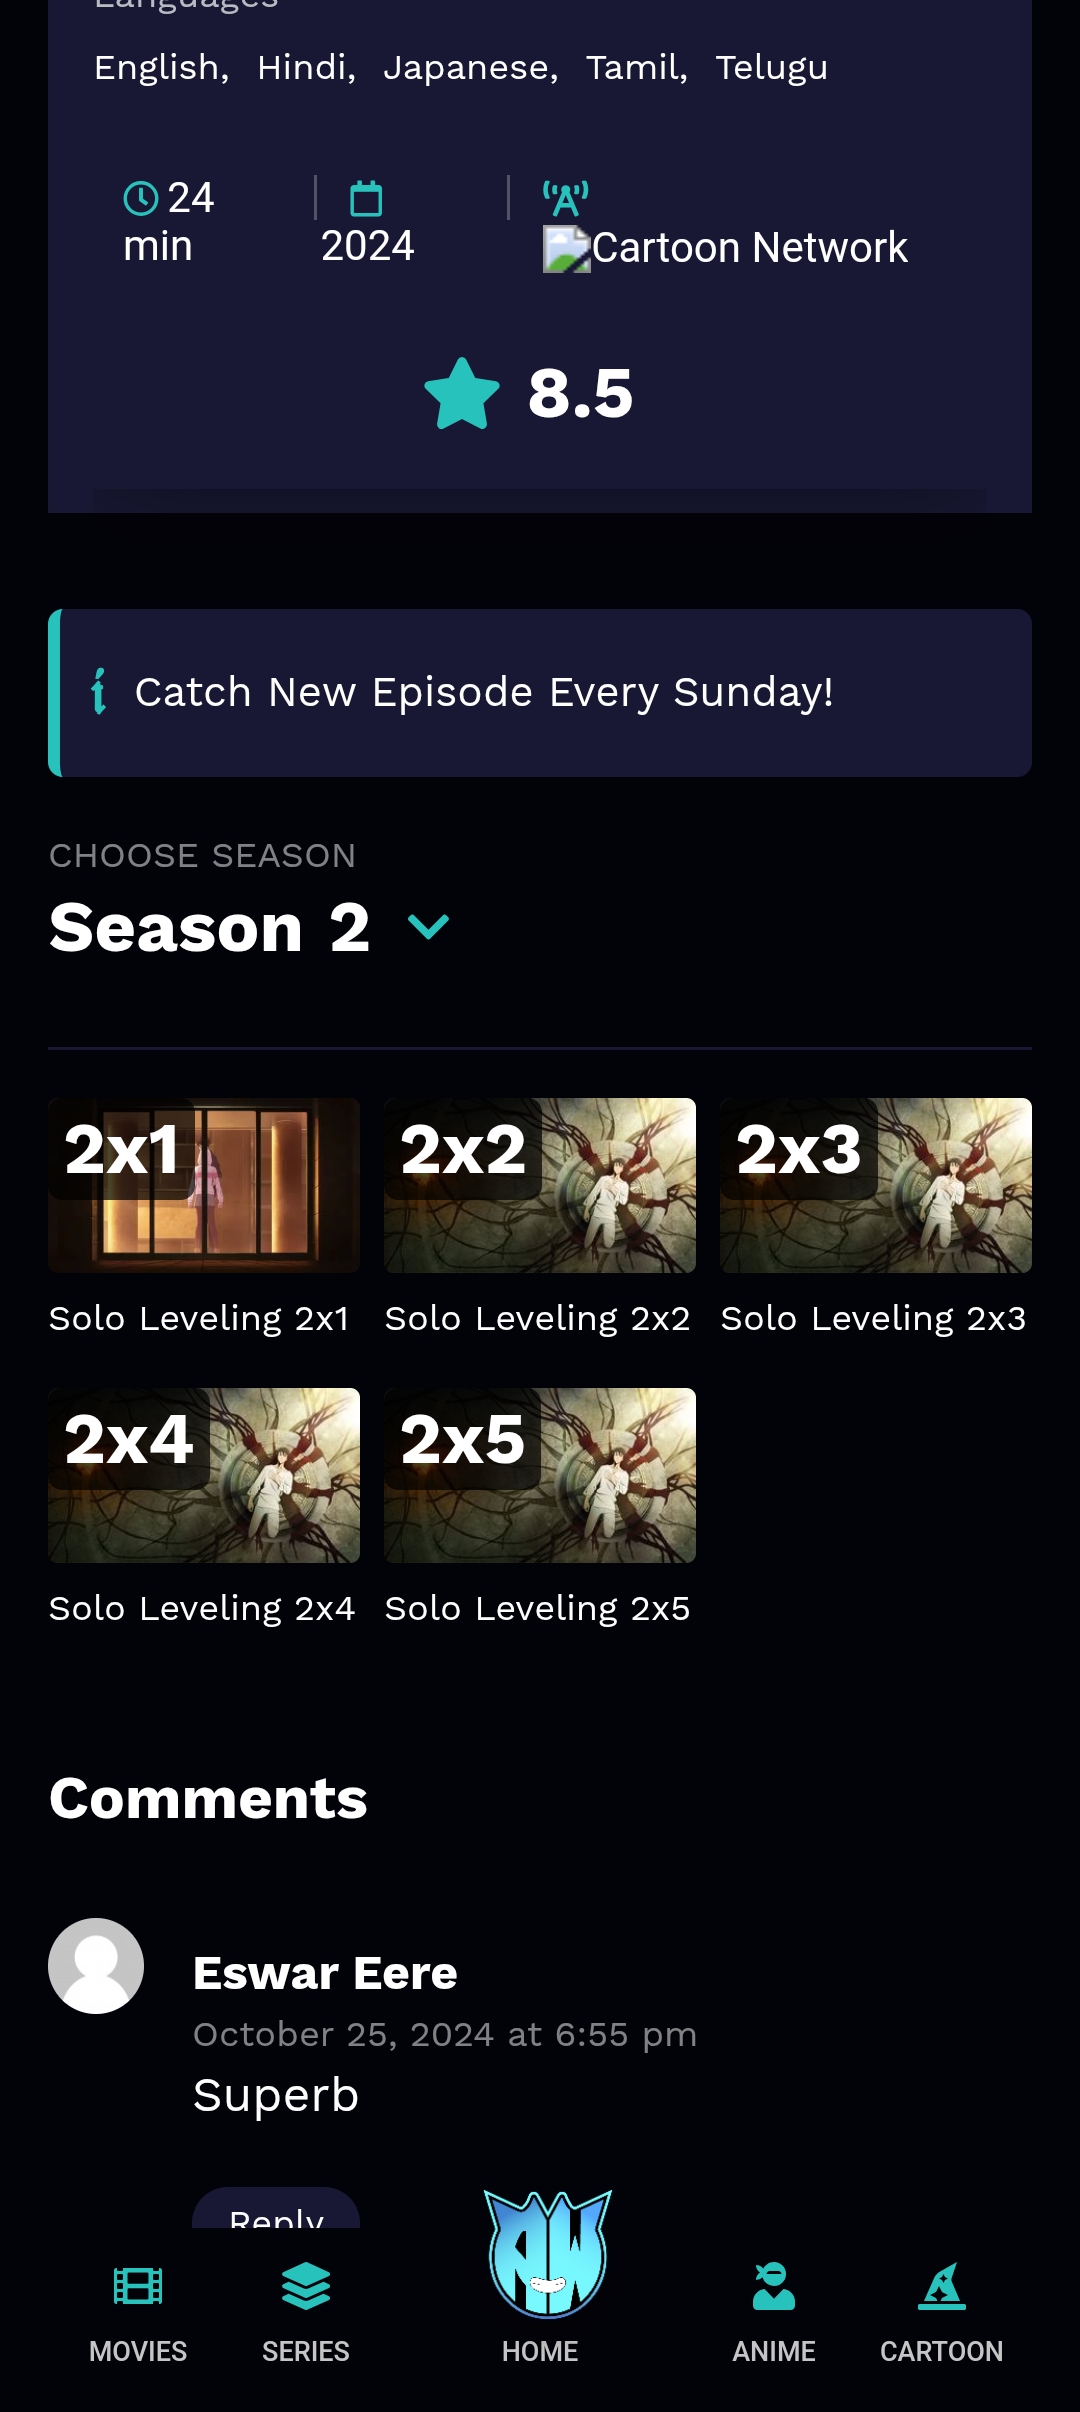 Languages
English, Hindi, Japanese, Tamil, Telugu
24 min
2024
Cartoon Network
8.5
Catch New Episode Every Sunday!
CHOOSE SEASON
Season 2
2x1
2x2
2x3
Solo Leveling 2x1
Solo Leveling 2x2
Solo Leveling 2x3
2x4
2x5
Solo Leveling 2x4
Solo Leveling 2x5
Comments
Eswar Eere
October 25, 2024 at 6:55 pm
Superb
Reply
AW
MOVIES
SERIES
HOME
ANIME
CARTOON